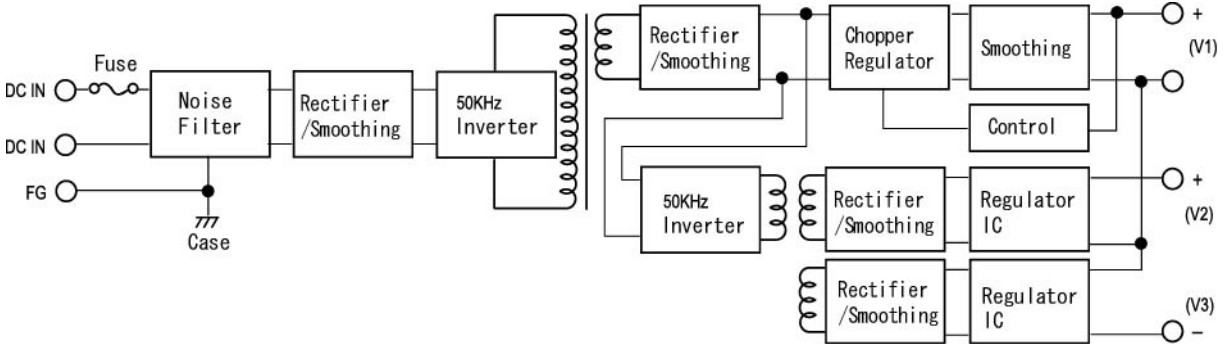 DC IN
Fuse
DC IN
FG
Noise
Filter
Case
Rectifier
/Smoothing
50KHz
Inverter
Rectifier
/Smoothing
Chopper
Regulator
Smoothing
Control
+
(V1)
50KHz
Inverter
Rectifier
/Smoothing
Regulator
IC
+
(V2)
Rectifier
/Smoothing
Regulator
IC
(V3)
−